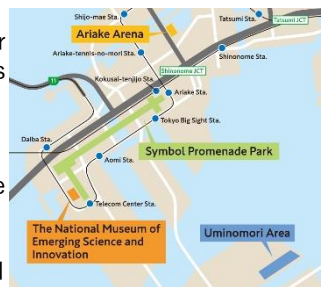 Shijo-mae Sta.
Tatsumi Sta.
Tatsumi JCT
Ariake Arena
Ariake-tennis-no-mori Sta.
Shinonome Sta.
Kokusai-tenjijo Sta.
Shinonome JCT
11
Ariake Sta.
Tokyo Big Sight Sta.
Daiba Sta.
Symbol Promenade Park
Aomi Sta.
Telecom Center Sta.
The National Museum of
Emerging Science and
Innovation
Uminomori Area